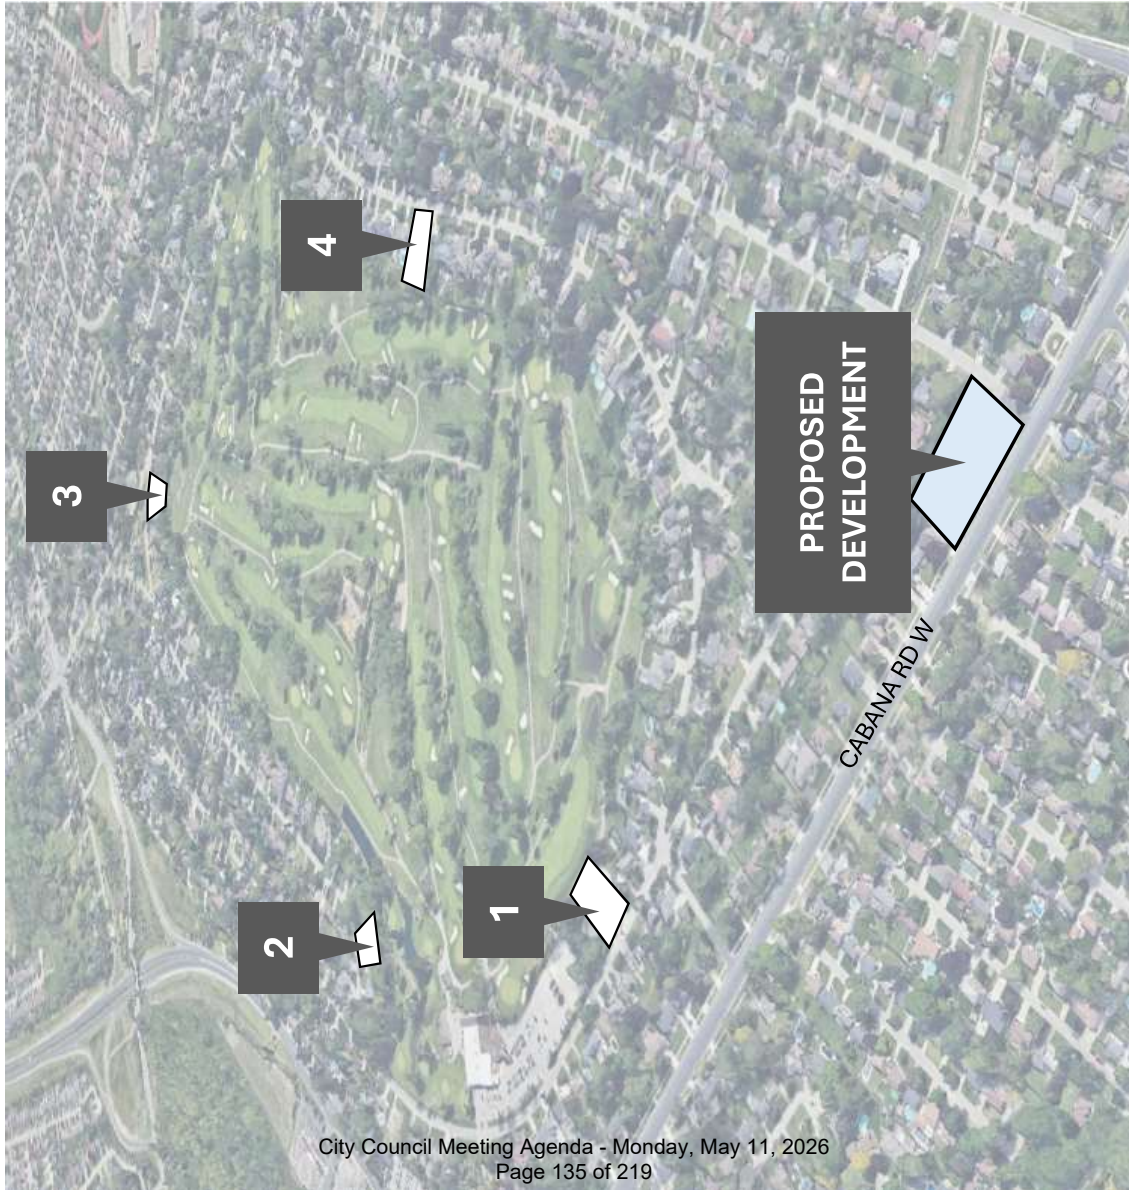 3
4
2
1
PROPOSED
DEVELOPMENT
CABANA RD W
City Council Meeting Agenda - Monday, May 11, 2026
Page 135 of 219